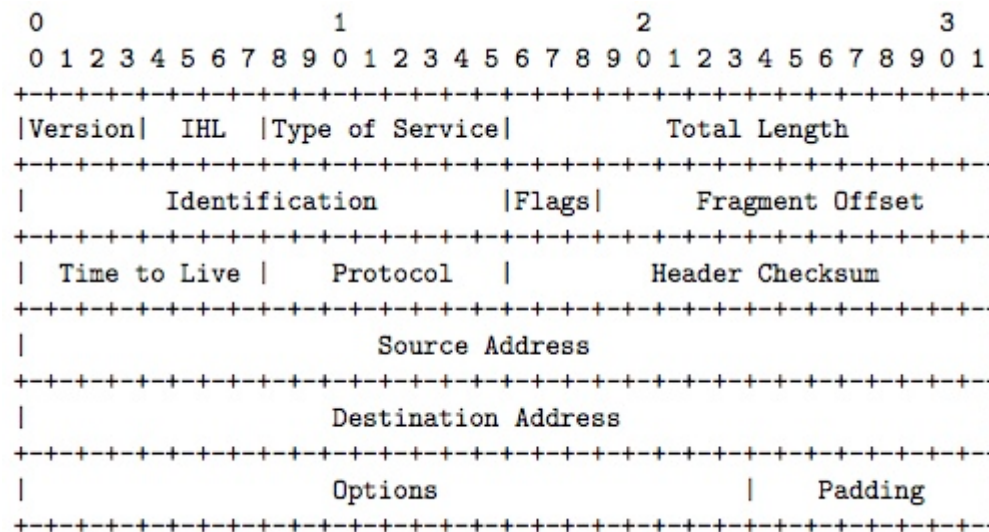 0                   1                   2                   3
0 1 2 3 4 5 6 7 8 9 0 1 2 3 4 5 6 7 8 9 0 1 2 3 4 5 6 7 8 9 0 1
+-+-+-+-+-+-+-+-+-+-+-+-+-+-+-+-+-+-+-+-+-+-+-+-+-+-+-+-+-+-+-+-
|Version|  IHL  |Type of Service|          Total Length
+-+-+-+-+-+-+-+-+-+-+-+-+-+-+-+-+-+-+-+-+-+-+-+-+-+-+-+-+-+-+-+-
|         Identification        |Flags|      Fragment Offset
+-+-+-+-+-+-+-+-+-+-+-+-+-+-+-+-+-+-+-+-+-+-+-+-+-+-+-+-+-+-+-+-
|  Time to Live |    Protocol   |         Header Checksum
+-+-+-+-+-+-+-+-+-+-+-+-+-+-+-+-+-+-+-+-+-+-+-+-+-+-+-+-+-+-+-+-
|                       Source Address
+-+-+-+-+-+-+-+-+-+-+-+-+-+-+-+-+-+-+-+-+-+-+-+-+-+-+-+-+-+-+-+-
|                    Destination Address
+-+-+-+-+-+-+-+-+-+-+-+-+-+-+-+-+-+-+-+-+-+-+-+-+-+-+-+-+-+-+-+-
|                    Options                    |    Padding
+-+-+-+-+-+-+-+-+-+-+-+-+-+-+-+-+-+-+-+-+-+-+-+-+-+-+-+-+-+-+-+-